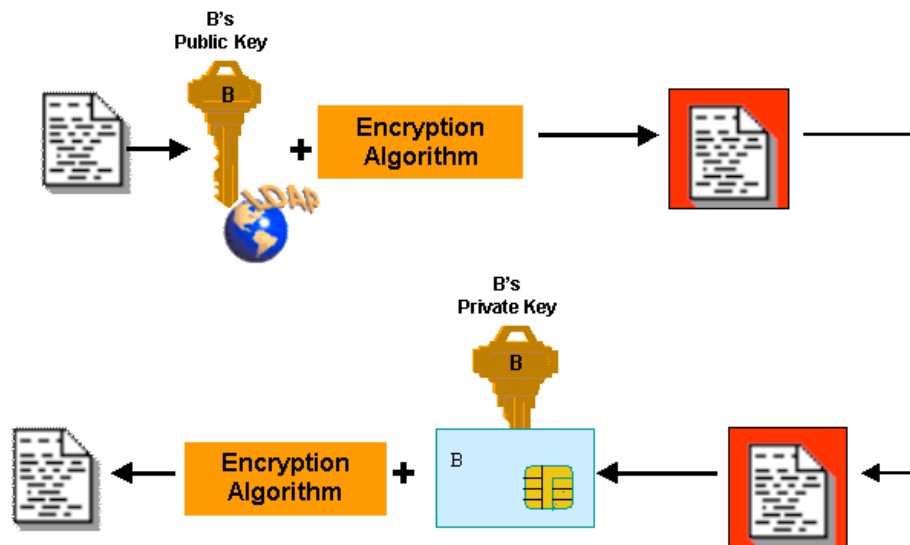 B's
Public Key
B
+
Encryption
Algorithm
LDAP
B's
Private Key
B
Encryption
Algorithm
+
B